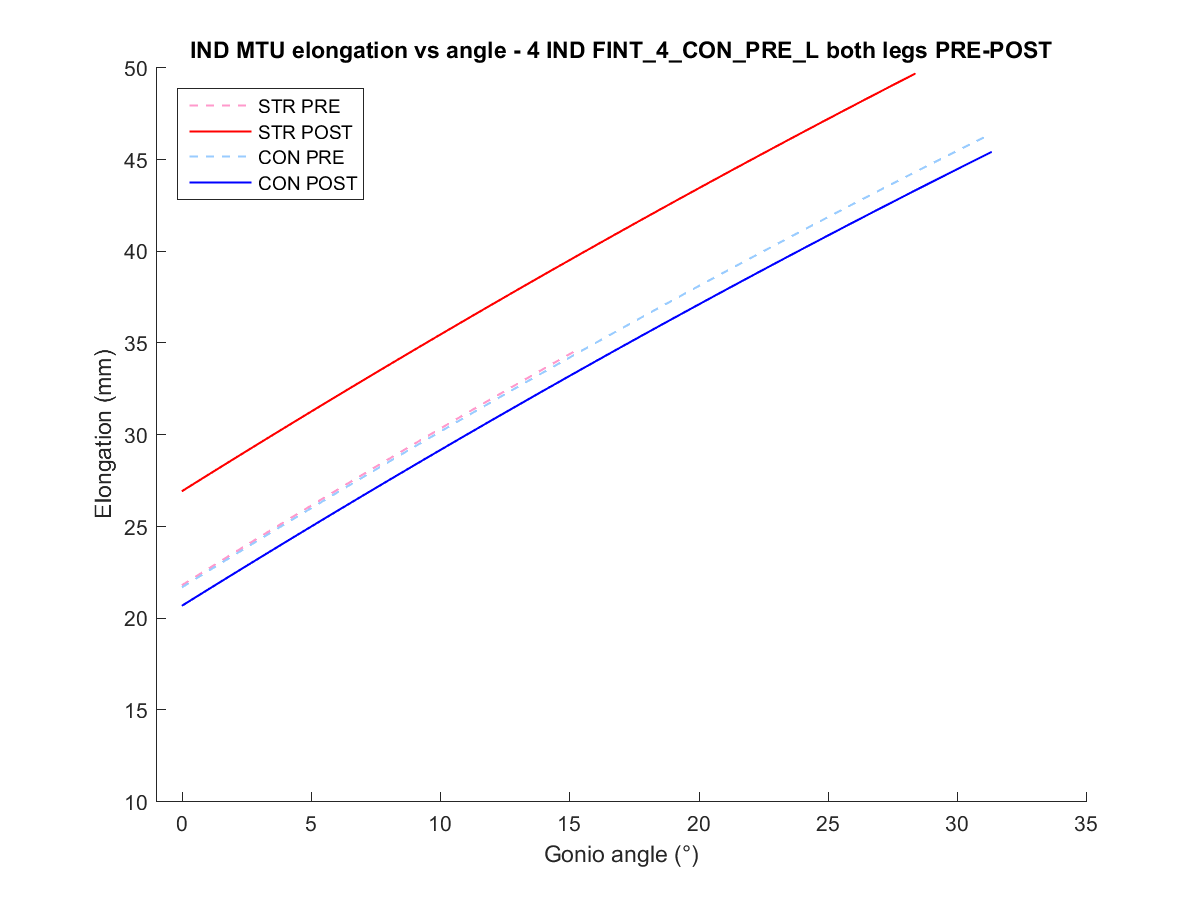 IND MTU elongation vs angle - 4 IND FINT_4_CON_PRE_L both legs PRE-POST
50
45
40
35
30
25
20
15
10
STR PRE
STR POST
CON PRE
CON POST
Elongation (mm)
0 5 10 15 20 25 30 35
Gonio angle (°)